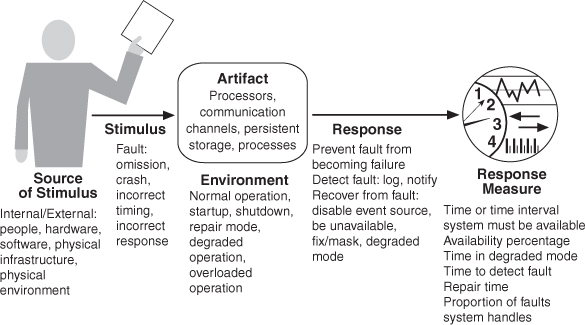 Artifact
Processors,
communication
channels, persistent
storage, processes
Stimulus
Fault:
omission,
crash,
incorrect
timing,
incorrect
response
Source
of Stimulus
Internal/External:
people, hardware,
software, physical
infrastructure,
physical
environment
Environment
Normal operation,
startup, shutdown,
repair mode,
degraded
operation,
overloaded
operation
Response
Prevent fault from
becoming failure
Detect fault: log, notify
Recover from fault:
disable event source,
be unavailable,
fix/mask, degraded
mode
1
2
3
4
Response
Measure
Time or time interval
system must be available
Availability percentage
Time in degraded mode
Time to detect fault
Repair time
Proportion of faults
system handles